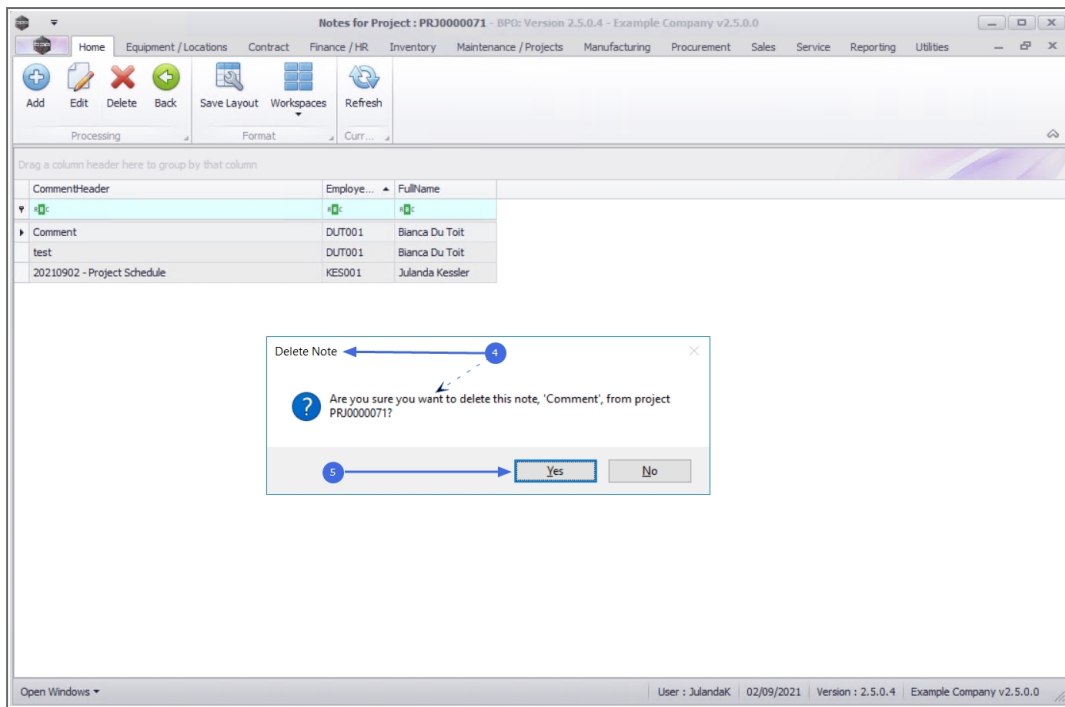 Notes for Project : PRJ0000071 - BPO: Version 2.5.0.4 - Example Company v2.5.0.0
Home Equipment / Locations Contract Finance / HR Inventory Maintenance / Projects Manufacturing Procurement Sales Service Reporting Utilities
Add Edit Delete Back Save Layout Workspaces Refresh
Processing Format Curr...
Drag a column header here to group by that column
CommentHeader Employe... FullName
Comment DUT001 Bianca Du Toit
test DUT001 Bianca Du Toit
20210902 - Project Schedule KES001 Julanda Kessler
Delete Note 4
Are you sure you want to delete this note, 'Comment', from project
PRJ0000071?
5 Yes No
Open Windows User : JulandaK 02/09/2021 Version : 2.5.0.4 Example Company v2.5.0.0